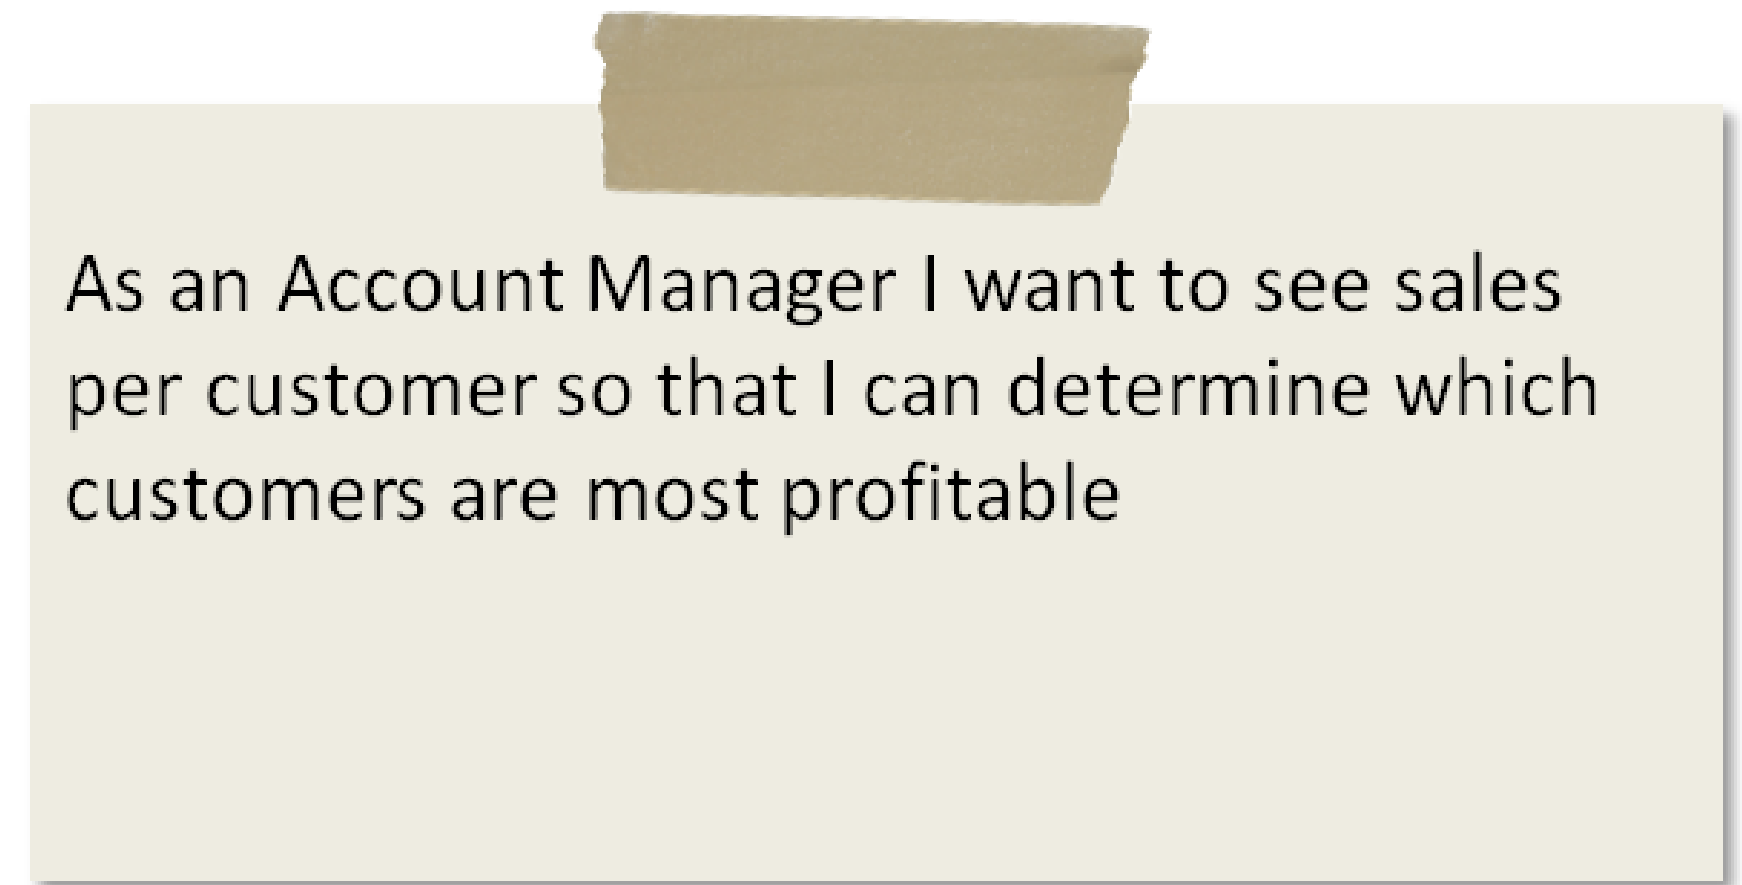 As an Account Manager I want to see sales
per customer so that I can determine which
customers are most profitable